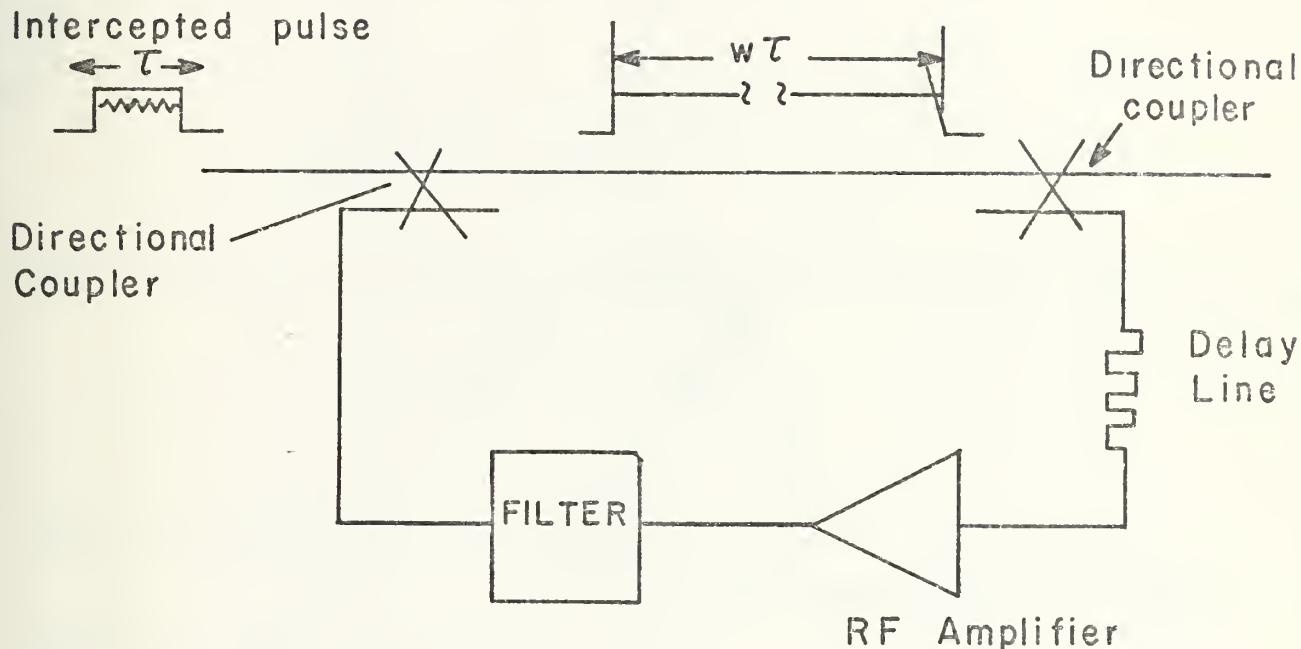 Intercepted pulse
τ
wτ
Directional
coupler
Directional
Coupler
Delay
Line
FILTER
RF Amplifier